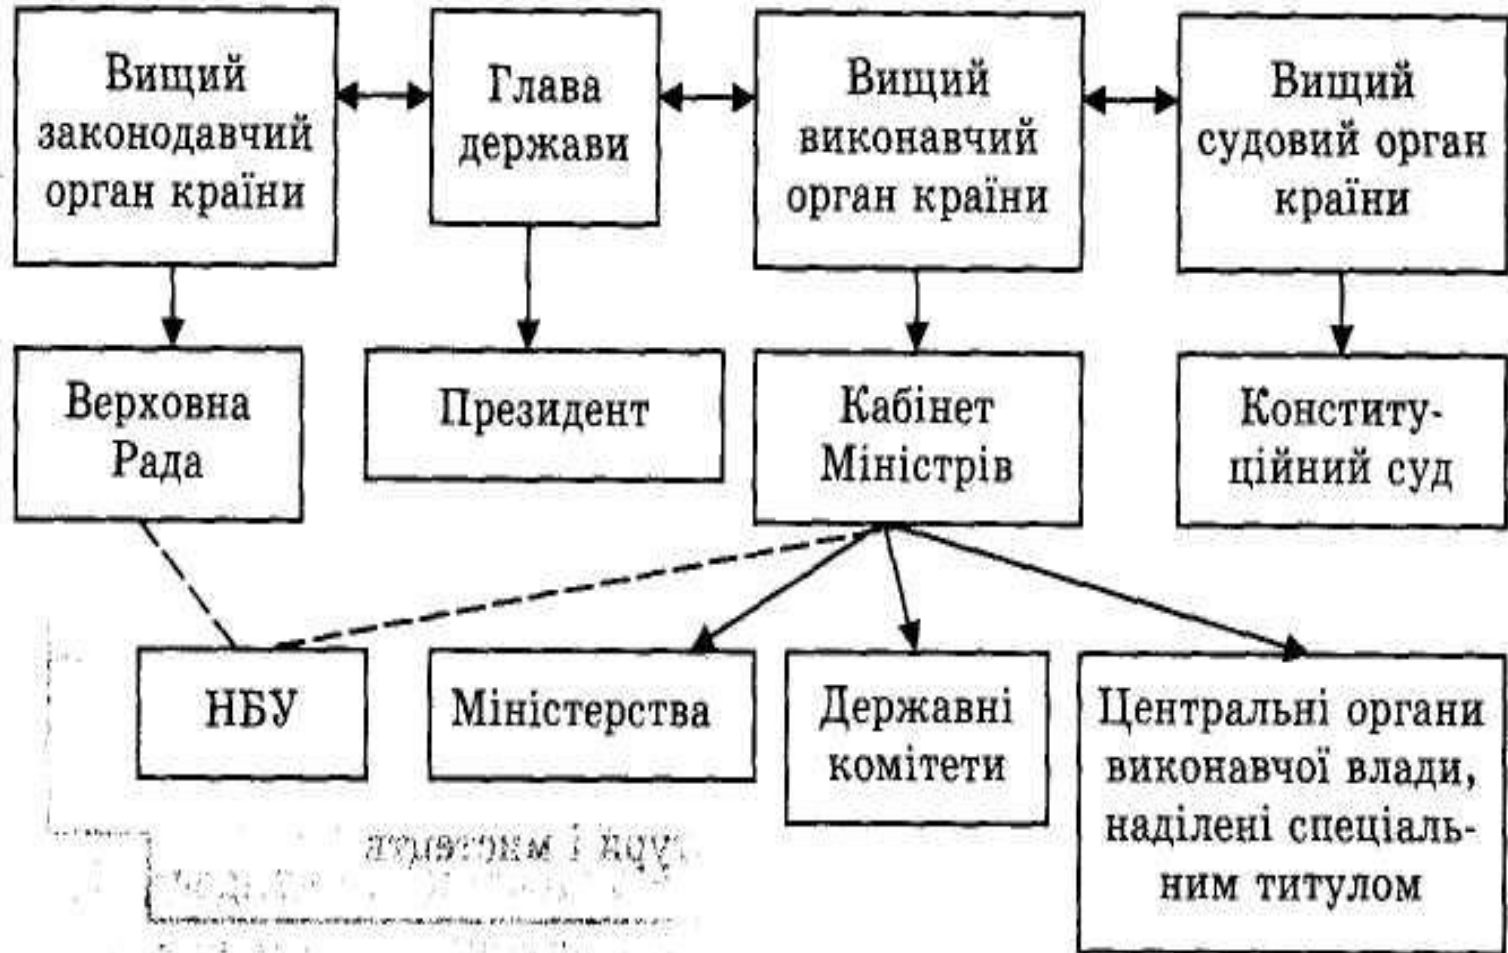 Вищий
законодавчий
орган країни
Глава
держави
Вищий
виконавчий
орган країни
Вищий
судовий орган
країни
Верховна
Рада
Президент
Кабінет
Міністрів
Конститу-
ційний суд
НБУ
Міністерства
Державні
комітети
Центральні органи
виконавчої влади,
наділені спеціаль-
ним титулом